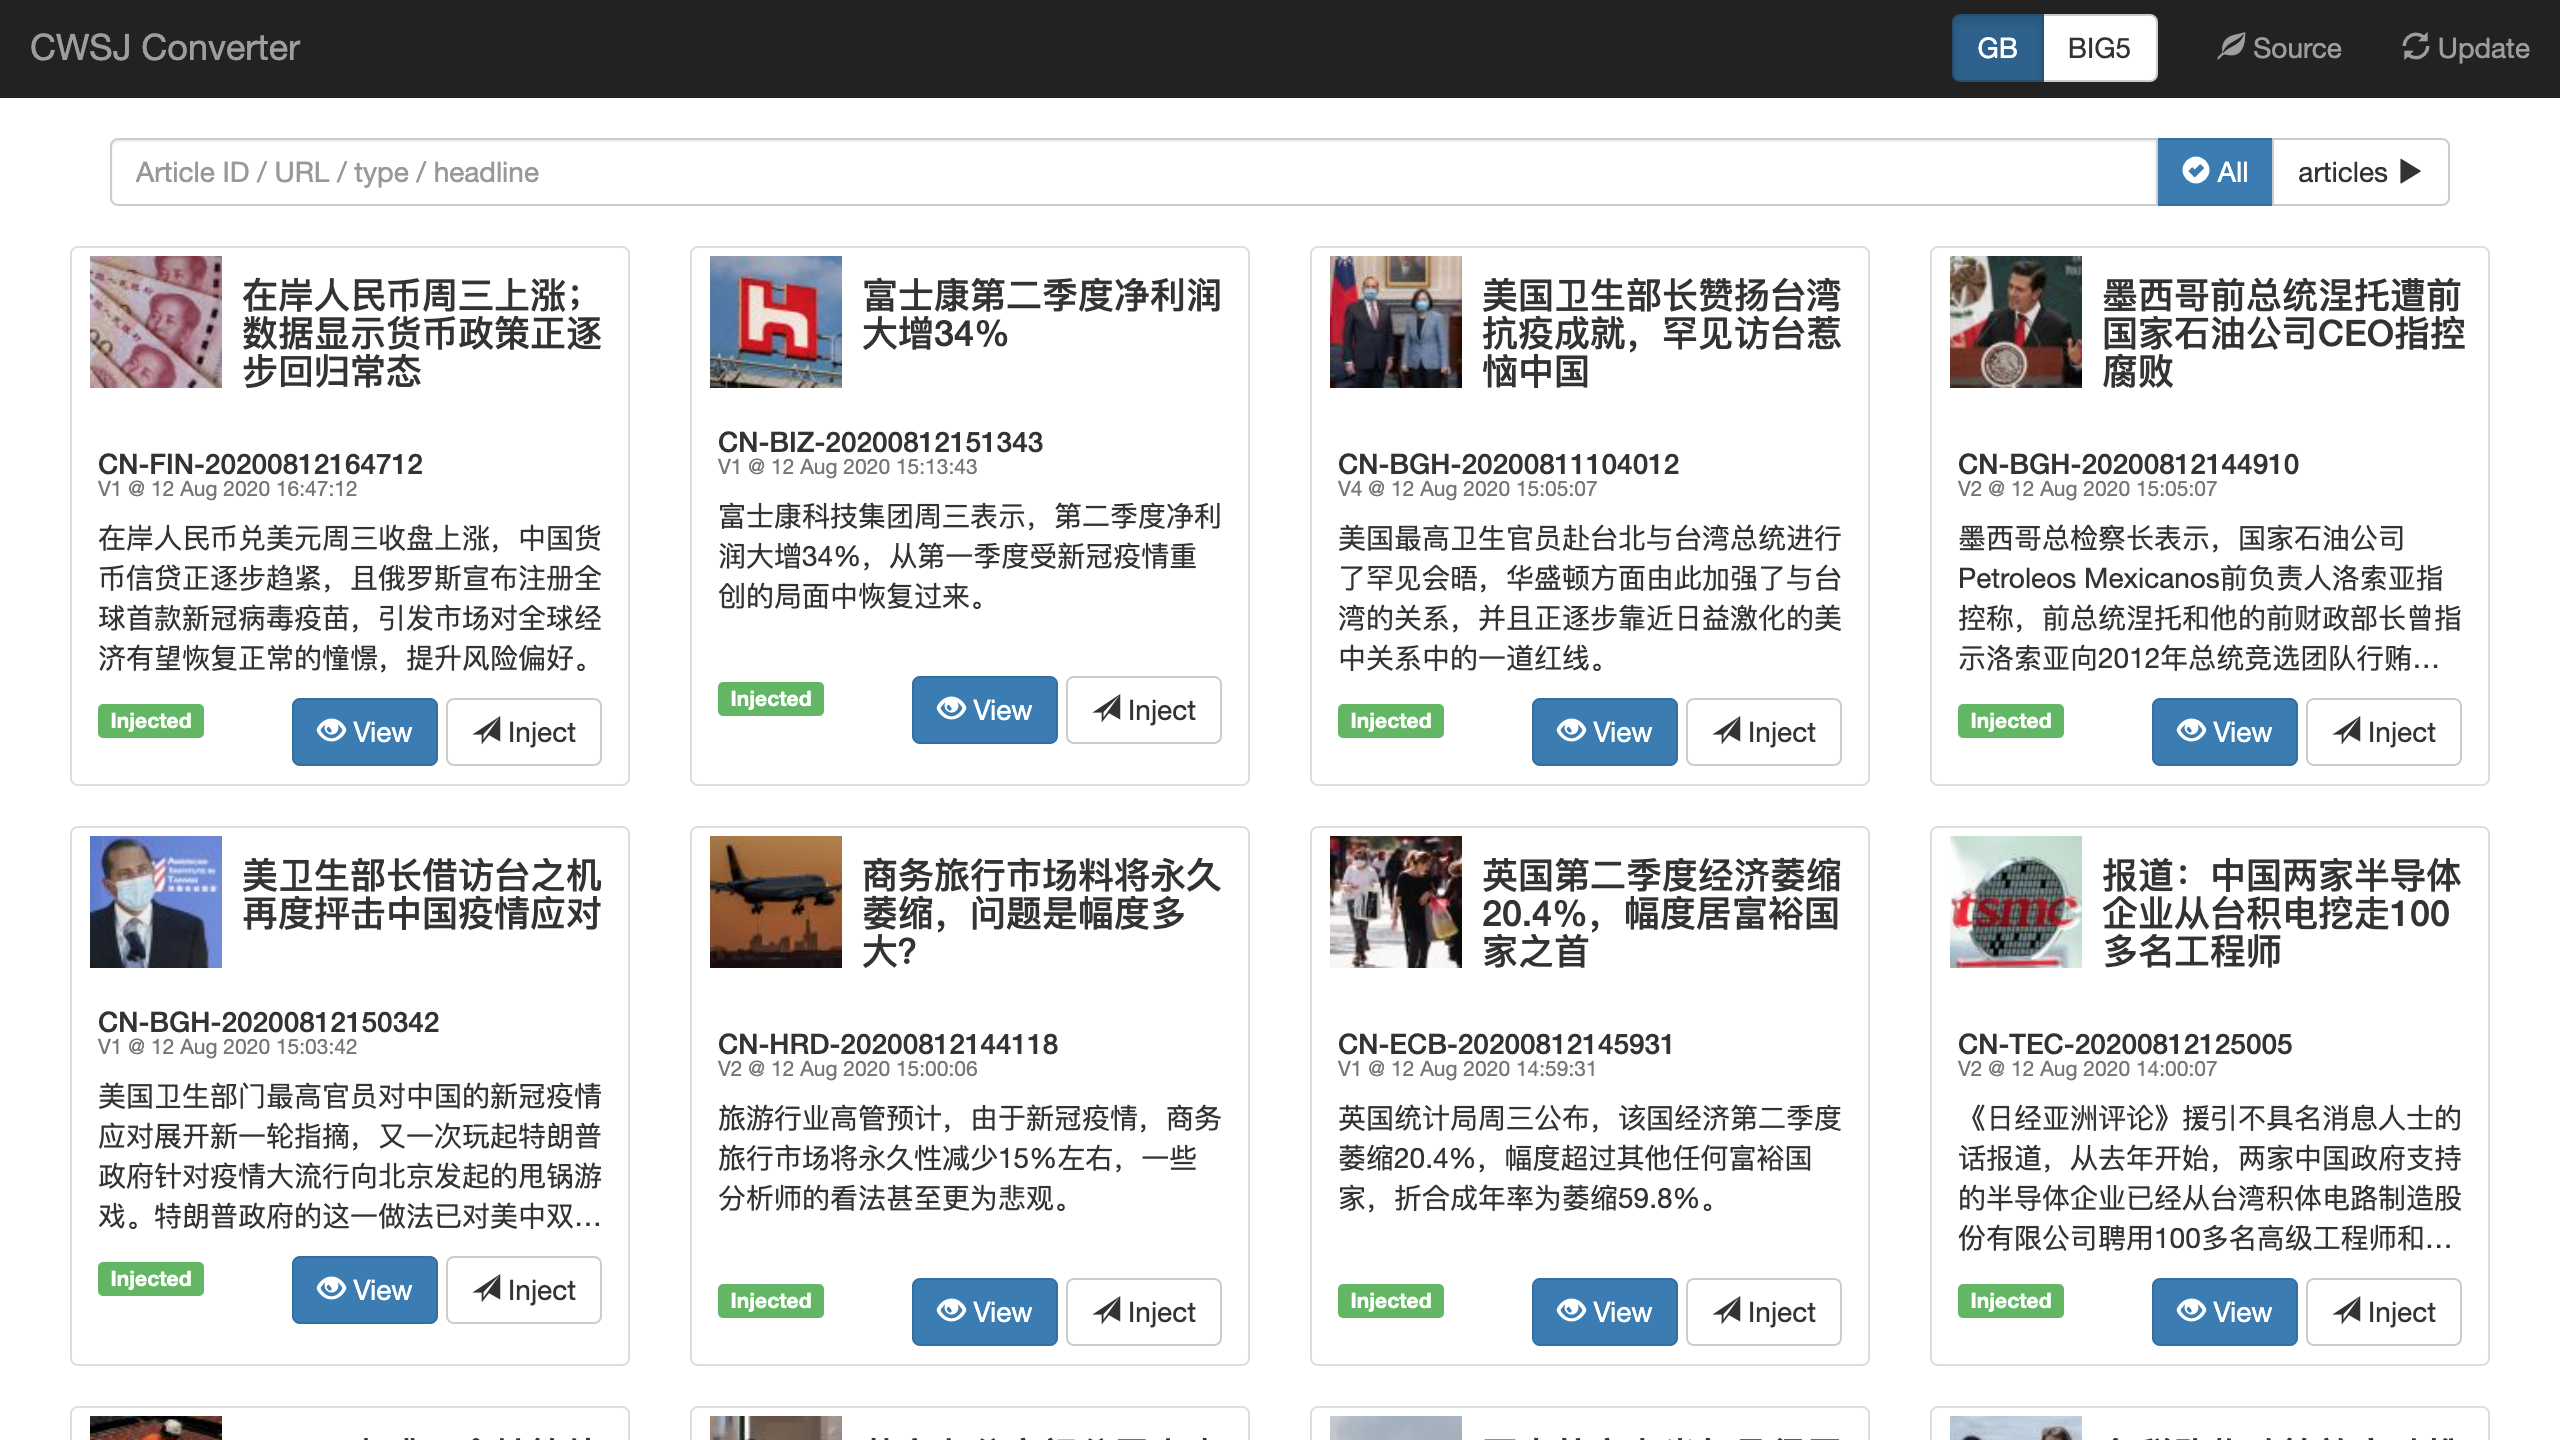 CWSJ Converter
GB
BIG5
Source
Update
Article ID / URL / type / headline
All
articles
在岸人民币周三上涨；
数据显示货币政策正逐
步回归常态
CN-FIN-20200812164712
V1 @ 12 Aug 2020 16:47:12
在岸人民币兑美元周三收盘上涨，中国货
币信贷正逐步趋紧，且俄罗斯宣布注册全
球首款新冠病毒疫苗，引发市场对全球经
济有望恢复正常的憧憬，提升风险偏好。
Injected
View
Inject
富士康第二季度净利润
大增34%
CN-BIZ-20200812151343
V1 @ 12 Aug 2020 15:13:43
富士康科技集团周三表示，第二季度净利
润大增34%，从第一季度受新冠疫情重
创的局面中恢复过来。
Injected
View
Inject
美国卫生部长赞扬台湾
抗疫成就，罕见访台惹
恼中国
CN-BGH-20200811104012
V4 @ 12 Aug 2020 15:05:07
美国最高卫生官员赴台北与台湾总统进行
了罕见会晤，华盛顿方面由此加强了与台
湾的关系，并且正逐步靠近日益激化的美
中关系中的一道红线。
Injected
View
Inject
墨西哥前总统涅托遭前
国家石油公司CEO指控
腐败
CN-BGH-20200812144910
V2 @ 12 Aug 2020 15:05:07
墨西哥总检察长表示，国家石油公司
Petroleos Mexicanos前负责人洛索亚指
控称，前总统涅托和他的前财政部长曾指
示洛索亚向2012年总统竞选团队行贿…
Injected
View
Inject
AMERICAN
INSTITUTE IN
TAIWAN
美卫生部长借访台之机
再度抨击中国疫情应对
CN-BGH-20200812150342
V1 @ 12 Aug 2020 15:03:42
美国卫生部门最高官员对中国的新冠疫情
应对展开新一轮指摘，又一次玩起特朗普
政府针对疫情大流行向北京发起的甩锅游
戏。特朗普政府的这一做法已对美中双…
Injected
View
Inject
商务旅行市场料将永久
萎缩，问题是幅度多
大？
CN-HRD-20200812144118
V2 @ 12 Aug 2020 15:00:06
旅游行业高管预计，由于新冠疫情，商务
旅行市场将永久性减少15%左右，一些
分析师的看法甚至更为悲观。
Injected
View
Inject
英国第二季度经济萎缩
20.4%，幅度居富裕国
家之首
CN-ECB-20200812145931
V1 @ 12 Aug 2020 14:59:31
英国统计局周三公布，该国经济第二季度
萎缩20.4%，幅度超过其他任何富裕国
家，折合成年率为萎缩59.8%。
Injected
View
Inject
tsmc
报道：中国两家半导体
企业从台积电挖走100
多名工程师
CN-TEC-20200812125005
V2 @ 12 Aug 2020 14:00:07
《日经亚洲评论》援引不具名消息人士的
话报道，从去年开始，两家中国政府支持
的半导体企业已经从台湾积体电路制造股
份有限公司聘用100多名高级工程师和…
Injected
View
Inject